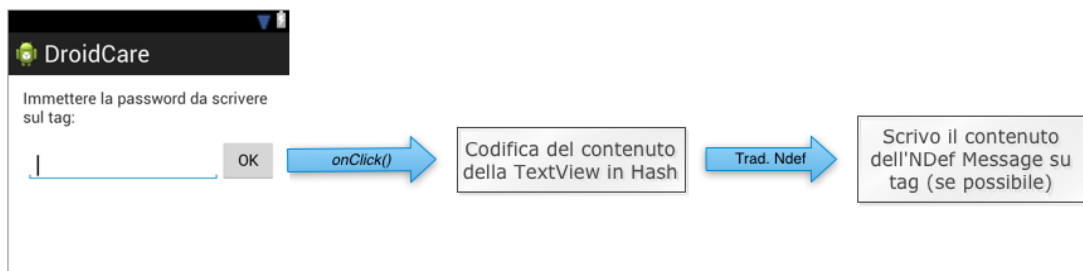 DroidCare
Immettere la password da scrivere
sul tag:
OK
onClick()
Codifica del contenuto
della TextView in Hash
Trad. Ndef
Scrivo il contenuto
dell'NDef Message su
tag (se possibile)